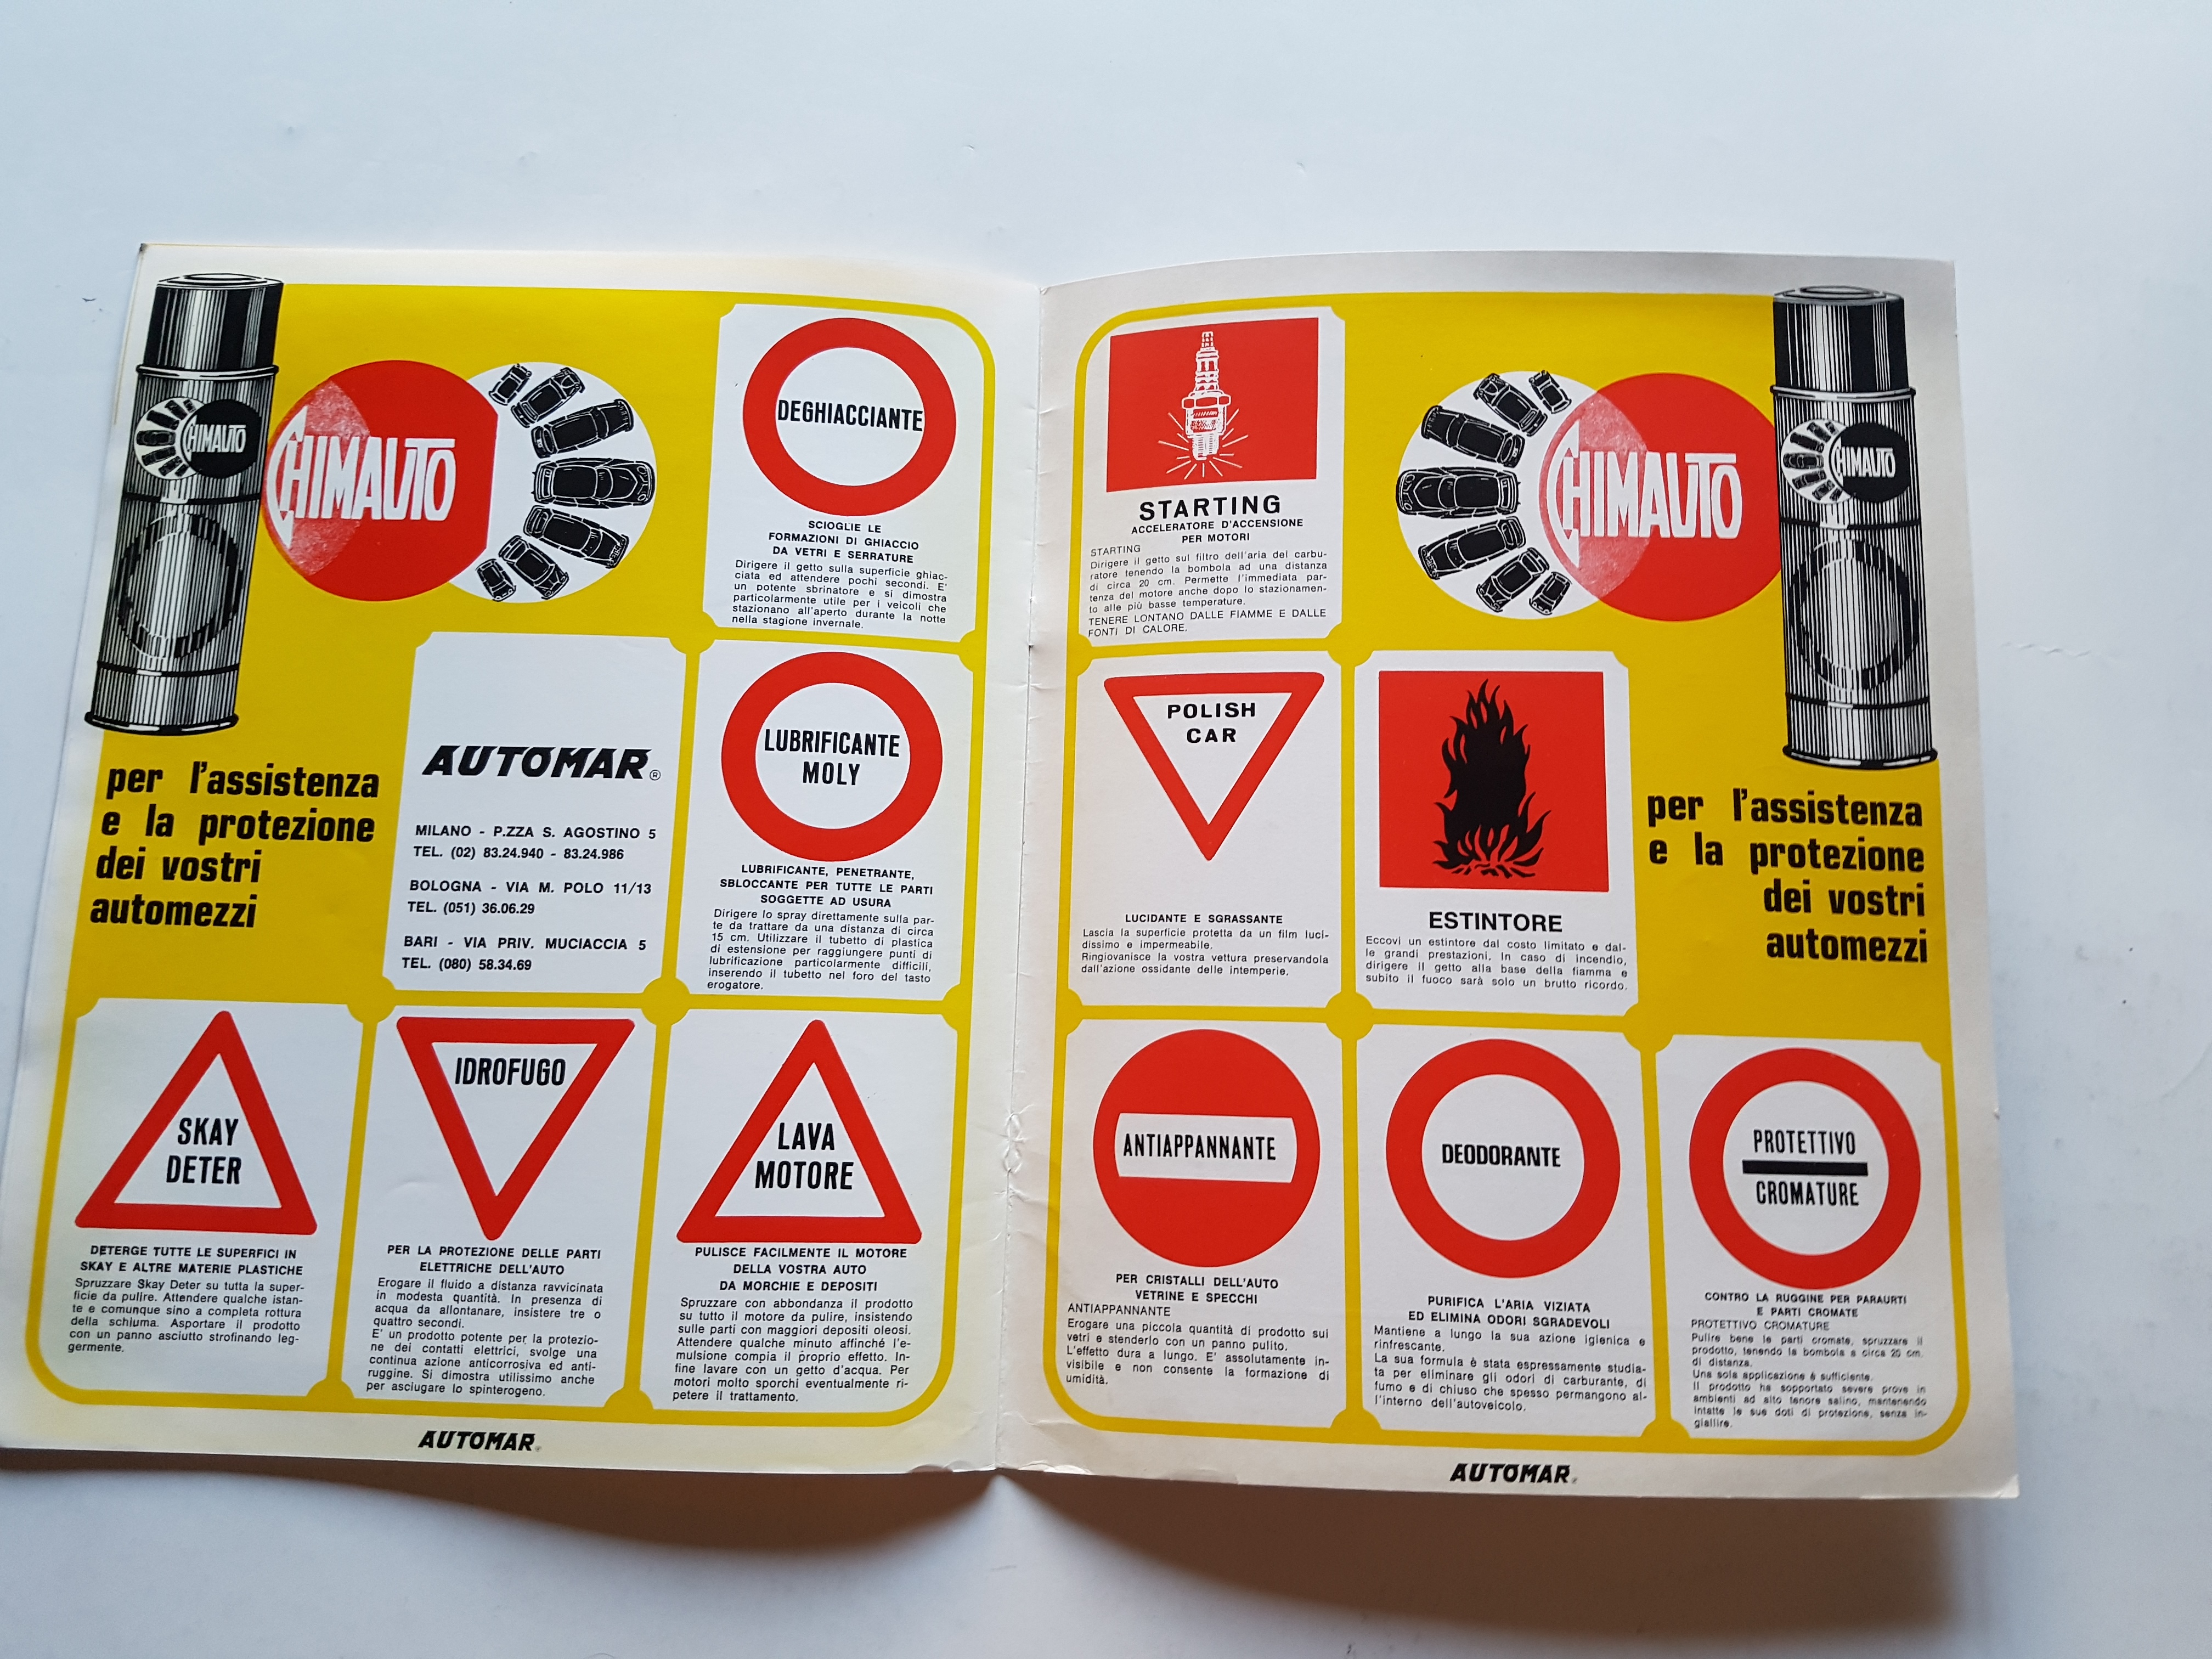 CHIMAUTO
CHIMAUTO
per l'assistenza
e la protezione
dei vostri
automezzi
DEGHIACCIANTE
SCIOGLIE LE
FORMAZIONI DI GHIACCIO
DA VETRI E SERRATURE
Dirigere il getto sulla superficie ghiac-
ciata ed attendere pochi secondi. E'
un potente sbrinatore e si dimostra
particolarmente utile per i veicoli che
stazionano all'aperto durante la notte
nella stagione invernale.
AUTOMAR®
MILANO - P.ZZA S. AGOSTINO 5
TEL. (02) 83.24.940 - 83.24.986
BOLOGNA - VIA M. POLO 11/13
TEL. (051) 36.06.29
BARI - VIA PRIV. MUCIACCIA 5
TEL. (080) 58.34.69
LUBRIFICANTE
MOLY
LUBRIFICANTE, PENETRANTE,
SBLOCCANTE PER TUTTE LE PARTI
SOGGETTE AD USURA
Dirigere lo spray direttamente sulla par-
te da trattare da una distanza di circa
15 cm. Utilizzare il tubetto di plastica
di estensione per raggiungere punti di
lubrificazione particolarmente difficili,
inserendo il tubetto nel foro del tasto
erogatore.
SKAY
DETER
DETERGE TUTTE LE SUPERFICI IN
SKAY E ALTRE MATERIE PLASTICHE
Spruzzare Skay Deter su tutta la super-
ficie da pulire. Attendere qualche istan-
te e comunque sino a completa rottura
della schiuma. Asportare il prodotto
con un panno asciutto strofinando leg-
germente.
IDROFUGO
PER LA PROTEZIONE DELLE PARTI
ELETTRICHE DELL'AUTO
Erogare il fluido a distanza ravvicinata
in modesta quantità. In presenza di
acqua da allontanare, insistere tre o
quattro secondi.
E' un prodotto potente per la protezio-
ne dei contatti elettrici, svolge una
continua azione anticorrosiva ed anti-
ruggine. Si dimostra utilissimo anche
per asciugare lo spinterogeno.
LAVA
MOTORE
PULISCE FACILMENTE IL MOTORE
DELLA VOSTRA AUTO
DA MORCHIE E DEPOSITI
Spruzzare con abbondanza il prodotto
su tutto il motore da pulire, insistendo
sulle parti con maggiori depositi oleosi.
Attendere qualche minuto affinché l'e-
mulsione compia il proprio effetto. In-
fine lavare con un getto d'acqua. Per
motori molto sporchi eventualmente ri-
petere il trattamento.
AUTOMAR®
STARTING
ACCELERATORE D'ACCENSIONE
PER MOTORI
STARTING
Dirigere il getto sul filtro dell'aria del carbu-
ratore tenendo la bombola ad una distanza
di circa 20 cm. Permette l'immediata par-
tenza del motore anche dopo lo stazionamen-
to alle più basse temperature.
TENERE LONTANO DALLE FIAMME E DALLE
FONTI DI CALORE.
CHIMAUTO
CHIMAUTO
per l'assistenza
e la protezione
dei vostri
automezzi
POLISH
CAR
LUCIDANTE E SGRASSANTE
Lascia la superficie protetta da un film luci-
dissimo e impermeabile.
Ringiovanisce la vostra vettura preservandola
dall'azione ossidante delle intemperie.
ESTINTORE
Eccovi un estintore dal costo limitato e dal-
le grandi prestazioni. In caso di incendio,
dirigere il getto alla base della fiamma e
subito il fuoco sarà solo un brutto ricordo.
ANTIAPPANNANTE
PER CRISTALLI DELL'AUTO
VETRINE E SPECCHI
ANTIAPPANNANTE
Erogare una piccola quantità di prodotto sui
vetri e stenderlo con un panno pulito.
L'effetto dura a lungo. E' assolutamente in-
visibile e non consente la formazione di
umidità.
DEODORANTE
PURIFICA L'ARIA VIZIATA
ED ELIMINA ODORI SGRADEVOLI
Mantiene a lungo la sua azione igienica e
rinfrescante.
La sua formula è stata espressamente studia-
ta per eliminare gli odori di carburante, di
fumo e di chiuso che spesso permangono al-
l'interno dell'autoveicolo.
PROTETTIVO
CROMATURE
CONTRO LA RUGGINE PER PARAURTI
E PARTI CROMATE
PROTETTIVO CROMATURE
Pulire bene le parti cromate, spruzzare il
prodotto, tenendo la bombola a circa 20 cm.
di distanza.
Una sola applicazione è sufficiente.
Il prodotto ha sopportato severe prove in
ambienti ad alto tenore salino, mantenendo
intatte le sue doti di protezione, senza in-
giallire.
AUTOMAR®